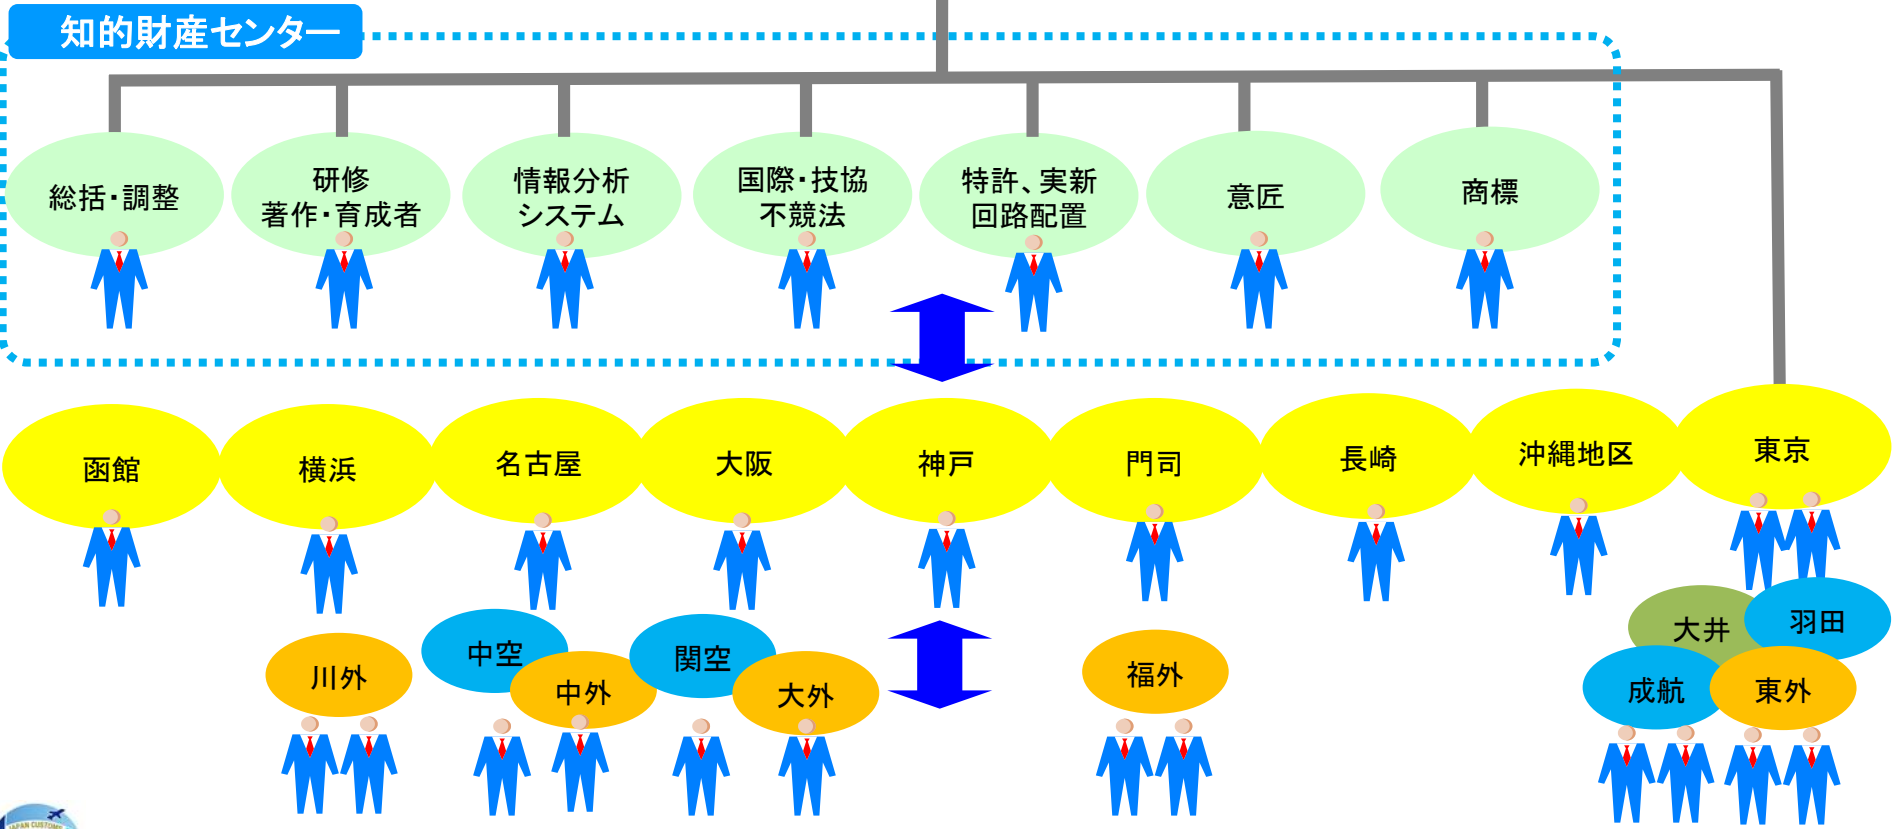 知的財産センター
総括・調整
研修
著作・育成者
情報分析
システム
国際・技協
不競法
特許、実新
回路配置
意匠
商標
函館
横浜
名古屋
大阪
神戸
門司
長崎
沖縄地区
東京
川外
中空
中外
関空
大外
福外
大井
羽田
成航
東外
JAPAN CUSTOMS